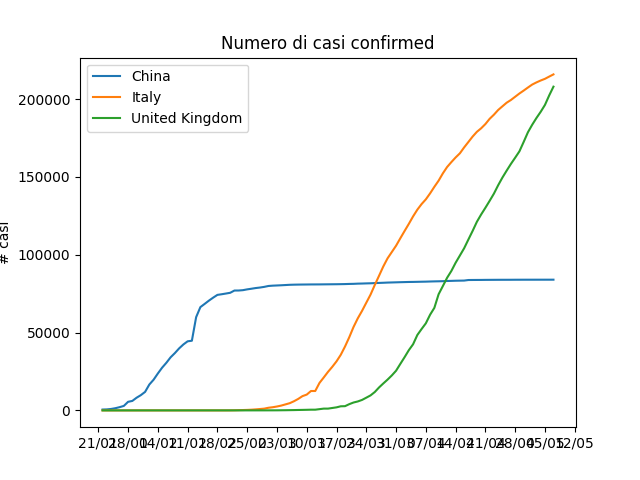 Numero di casi confirmed
China
Italy
United Kingdom
# casi
200000
150000
100000
50000
0
21/01 28/01 04/02 11/02 18/02 25/02 03/03 10/03 17/03 24/03 31/03 07/04 14/04 21/04 28/04 05/05 12/05